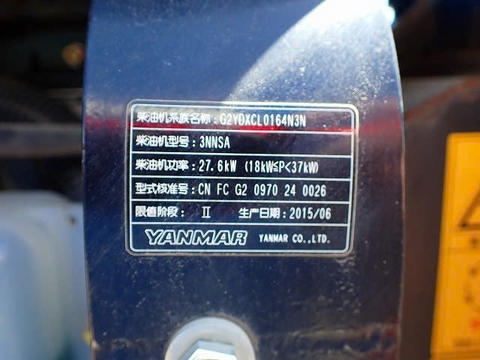 柴油机系族名称：G2YDXCL0164N3N
柴油机型号：3NNSA
柴油机功率：27.6kW (18kW≦P<37kW)
型式核准号：CN FC G2 0970 24 0026
限值阶段： Ⅱ 生产日期：2015/06
YANMAR YANMAR CO.,LTD.